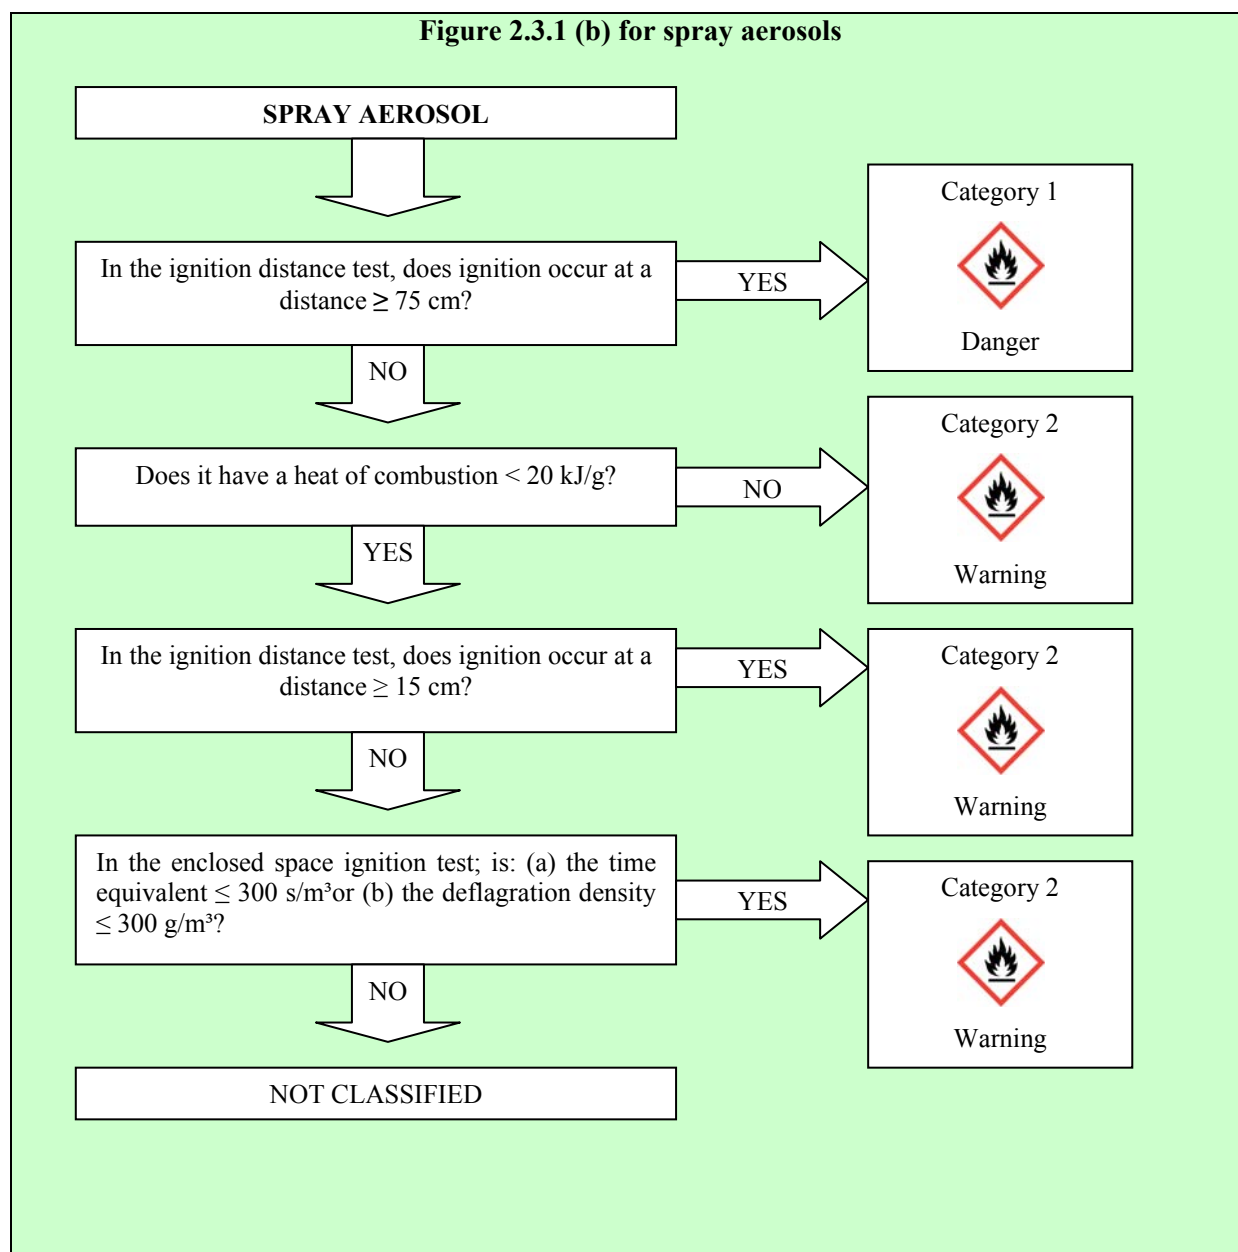 Figure 2.3.1 (b) for spray aerosols
SPRAY AEROSOL
In the ignition distance test, does ignition occur at a
distance ≥ 75 cm?
YES
Category 1
Danger
NO
Does it have a heat of combustion < 20 kJ/g?
NO
Category 2
Warning
YES
In the ignition distance test, does ignition occur at a
distance ≥ 15 cm?
YES
Category 2
Warning
NO
In the enclosed space ignition test; is: (a) the time
equivalent ≤ 300 s/m³or (b) the deflagration density
≤ 300 g/m³?
YES
Category 2
Warning
NO
NOT CLASSIFIED